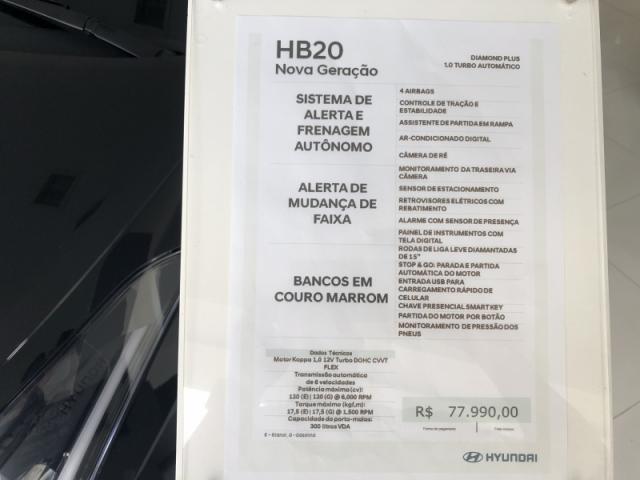 HB20
Nova Geração
DIAMOND PLUS
1.0 TURBO AUTOMÁTICO
SISTEMA DE
ALERTA E
FRENAGEM
AUTÔNOMO
ALERTA DE
MUDANÇA DE
FAIXA
BANCOS EM
COURO MARROM
4 AIRBAGS
CONTROLE DE TRAÇÃO E
ESTABILIDADE
ASSISTENTE DE PARTIDA EM RAMPA
AR-CONDICIONADO DIGITAL
CÂMERA DE RÉ
MONITORAMENTO DA TRASEIRA VIA
CÂMERA
SENSOR DE ESTACIONAMENTO
RETROVISORES ELÉTRICOS COM
REBATIMENTO
ALARME COM SENSOR DE PRESENÇA
PAINEL DE INSTRUMENTOS COM
TELA DIGITAL
RODAS DE LIGA LEVE DIAMANTADAS
DE 15"
STOP & GO: PARADA E PARTIDA
AUTOMÁTICA DO MOTOR
ENTRADA USB PARA
CARREGAMENTO RÁPIDO DE
CELULAR
CHAVE PRESENCIAL SMART KEY
PARTIDA DO MOTOR POR BOTÃO
MONITORAMENTO DE PRESSÃO DOS
PNEUS
Dados Técnicos
Motor Kappa 1,0 12V Turbo DOHC CVVT
FLEX
Transmissão automática
de 6 velocidades
Potência máxima (cv):
120 (E) | 120 (G) @ 6,000 RPM
Torque máximo (kgf,m):
17,5 (E) | 17,5 (G) @ 1,500 RPM
Capacidade do porta-malas:
300 litros VDA
E - Etanol, G - Gasolina
R$ 77.990,00
Forma de pagamento
HYUNDAI